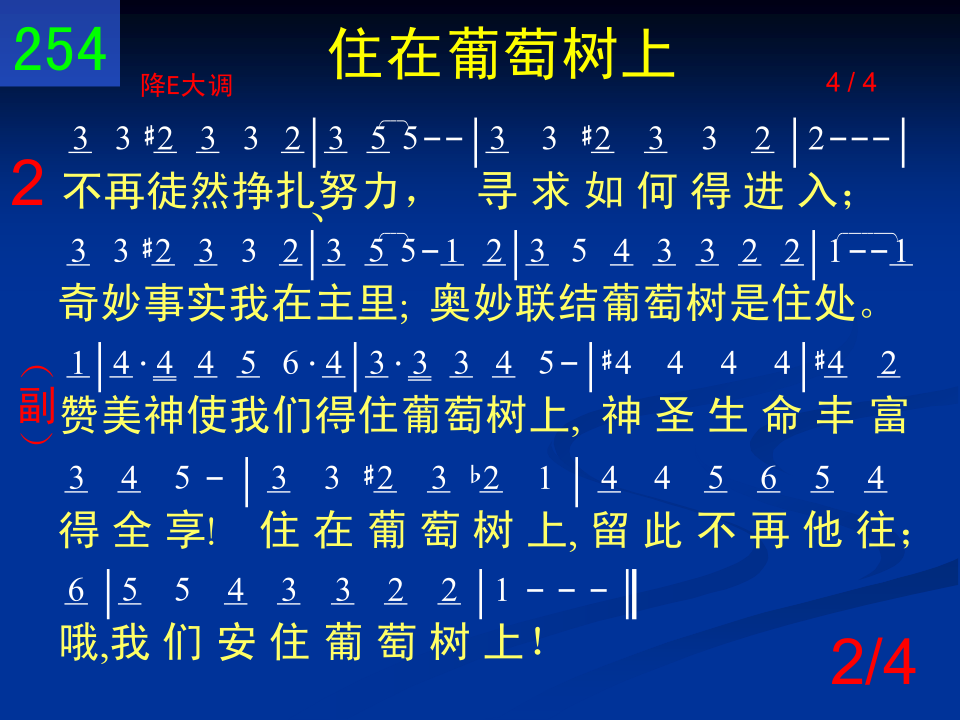 254
住在葡萄树上
降E大调
4 / 4
3 3 #2 3 3 2|3 5 5--|3 3 #2 3 3 2|2---|
2
不再徒然挣扎、努力， 寻求如何得进入；
3 3 #2 3 3 2|3 5 5-1 2|3 5 4 3 3 2 2|1--1
奇妙事实我在主里; 奥妙联结葡萄树是住处。
1|4·4 4 5 6·4|3·3 3 4 5-|#4 4 4 4|#4 2
（副）
赞美神使我们得住葡萄树上, 神圣生命丰富
3 4 5 -|3 3 #2 3 ♭2 1|4 4 5 6 5 4
得全享! 住在葡萄树上, 留此不再他往；
6|5 5 4 3 3 2 2|1 - - -‖
哦,我们安住葡萄树上！
2/4